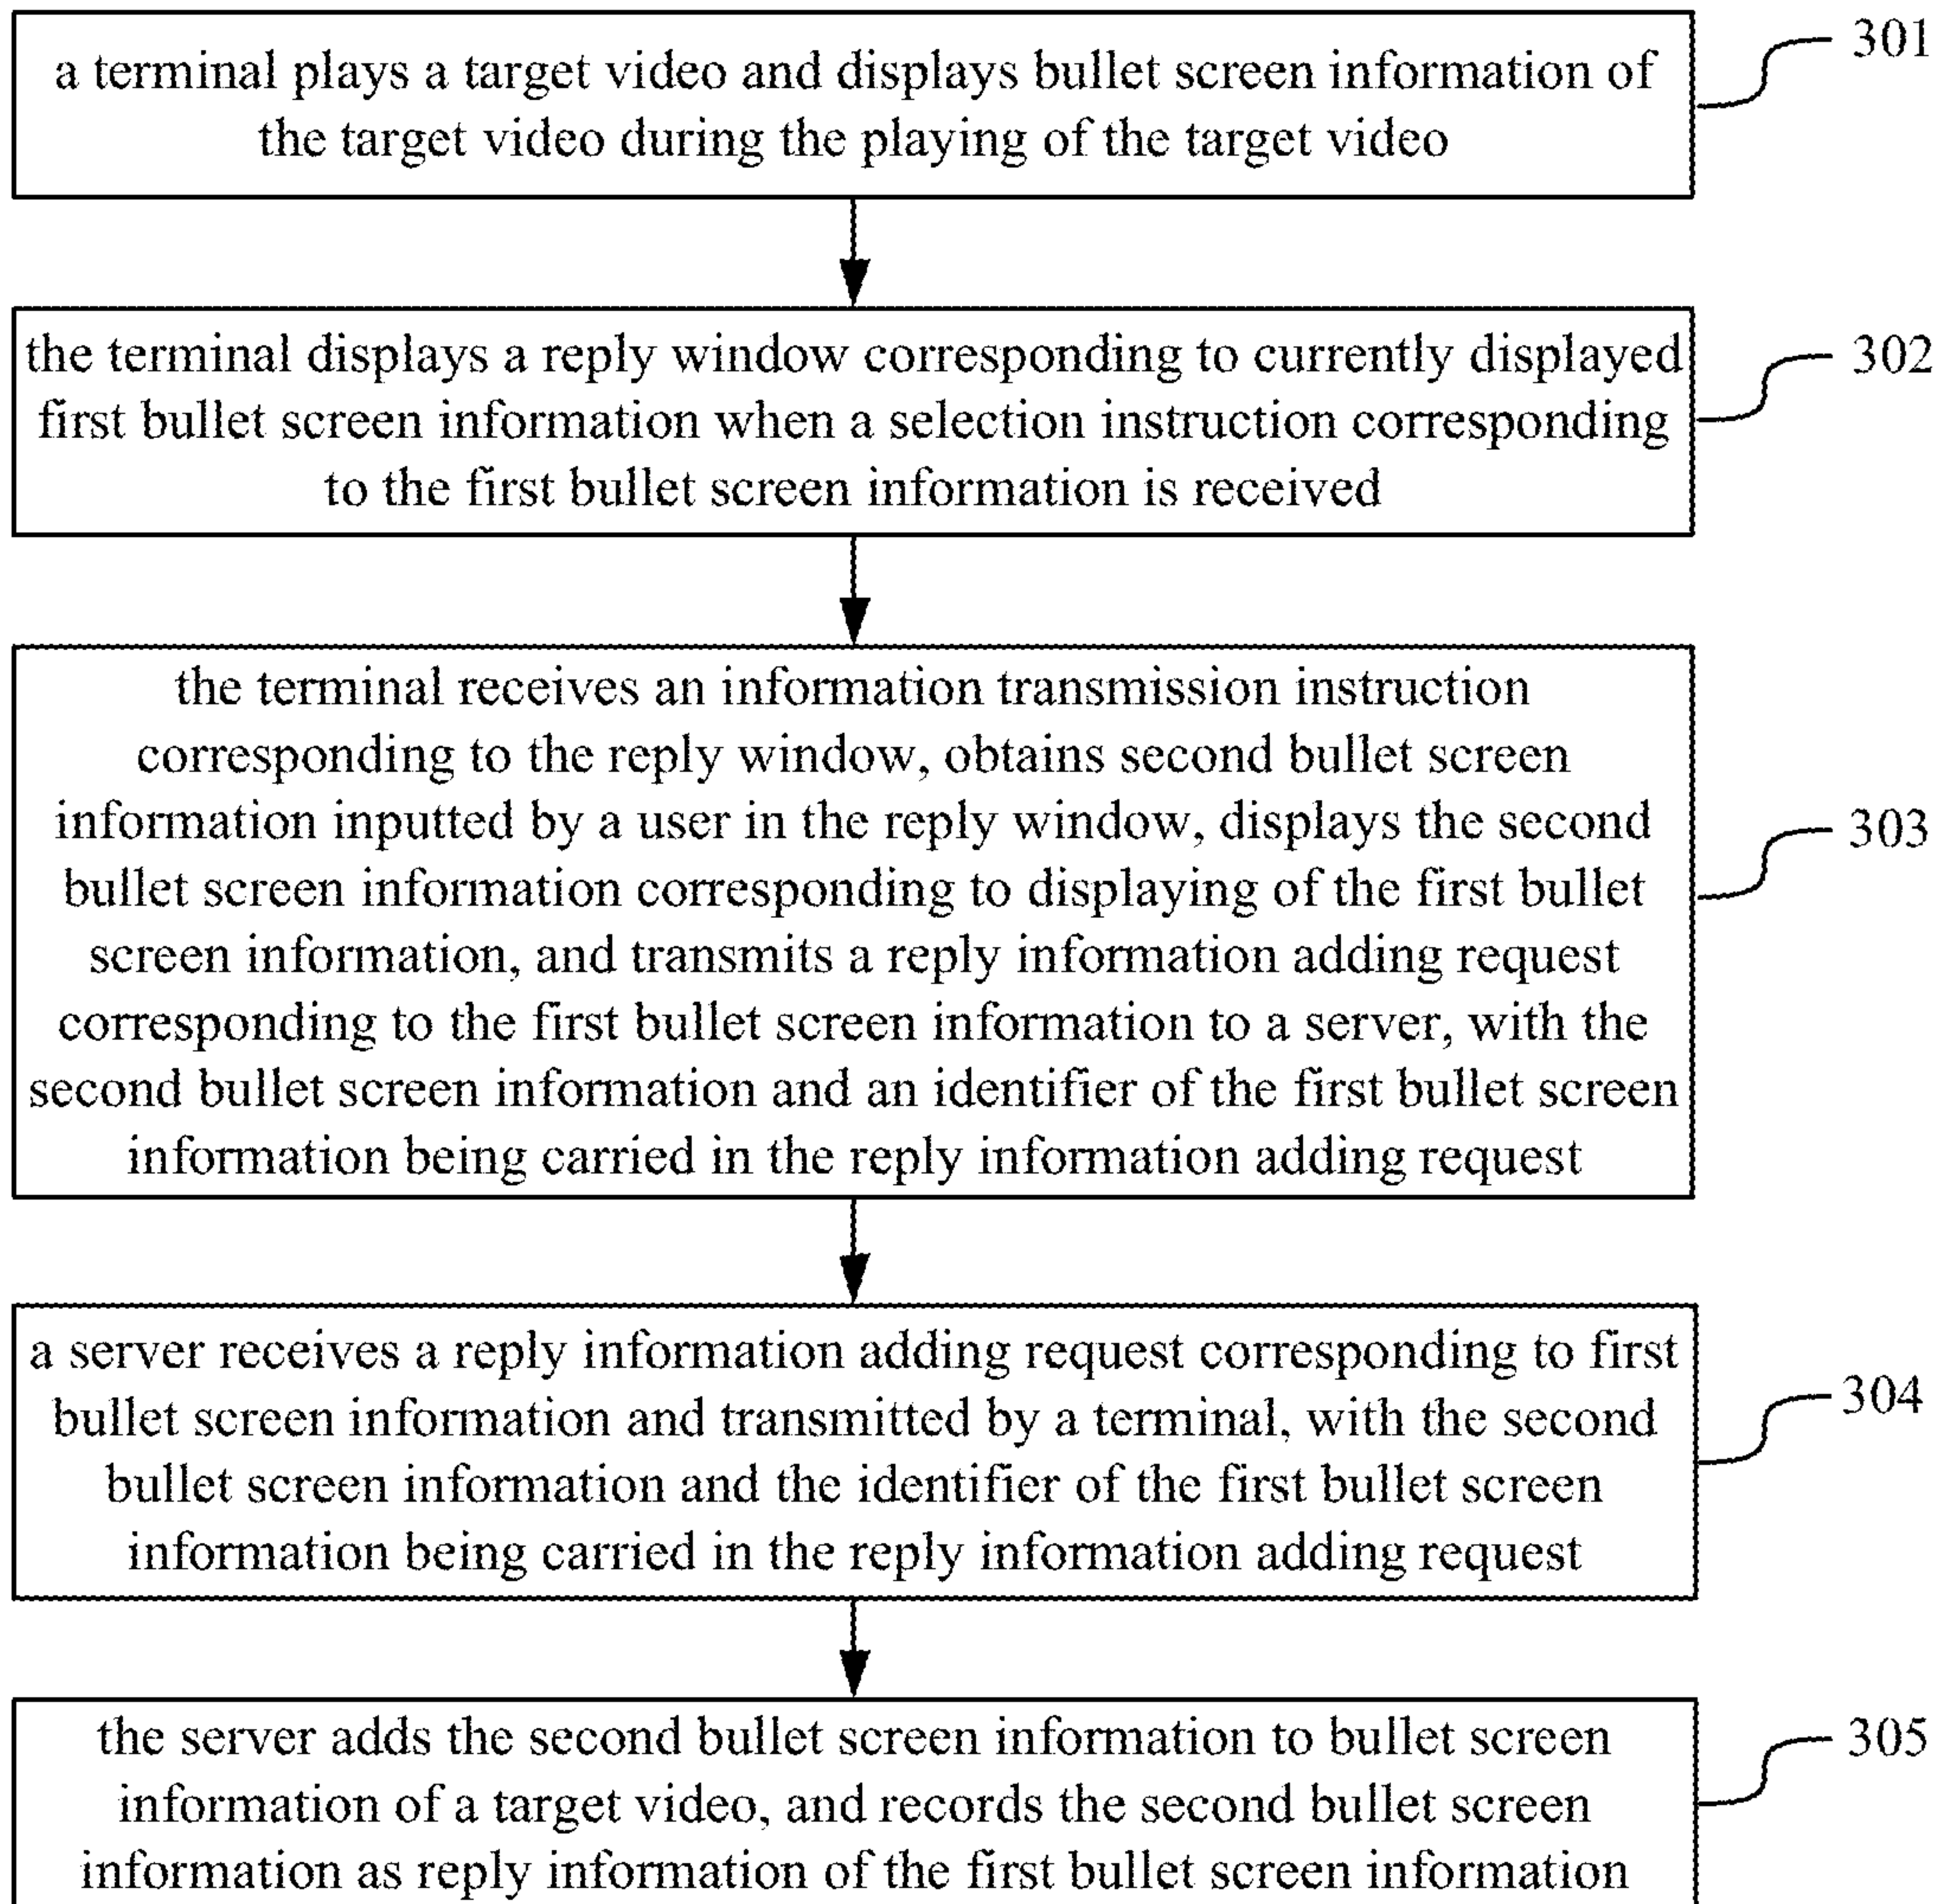 a terminal plays a target video and displays bullet screen information of
the target video during the playing of the target video
301
the terminal displays a reply window corresponding to currently displayed
first bullet screen information when a selection instruction corresponding
to the first bullet screen information is received
302
the terminal receives an information transmission instruction
corresponding to the reply window, obtains second bullet screen
information inputted by a user in the reply window, displays the second
bullet screen information corresponding to displaying of the first bullet
screen information, and transmits a reply information adding request
corresponding to the first bullet screen information to a server, with the
second bullet screen information and an identifier of the first bullet screen
information being carried in the reply information adding request
303
a server receives a reply information adding request corresponding to first
bullet screen information and transmitted by a terminal, with the second
bullet screen information and the identifier of the first bullet screen
information being carried in the reply information adding request
304
the server adds the second bullet screen information to bullet screen
information of a target video, and records the second bullet screen
information as reply information of the first bullet screen information
305